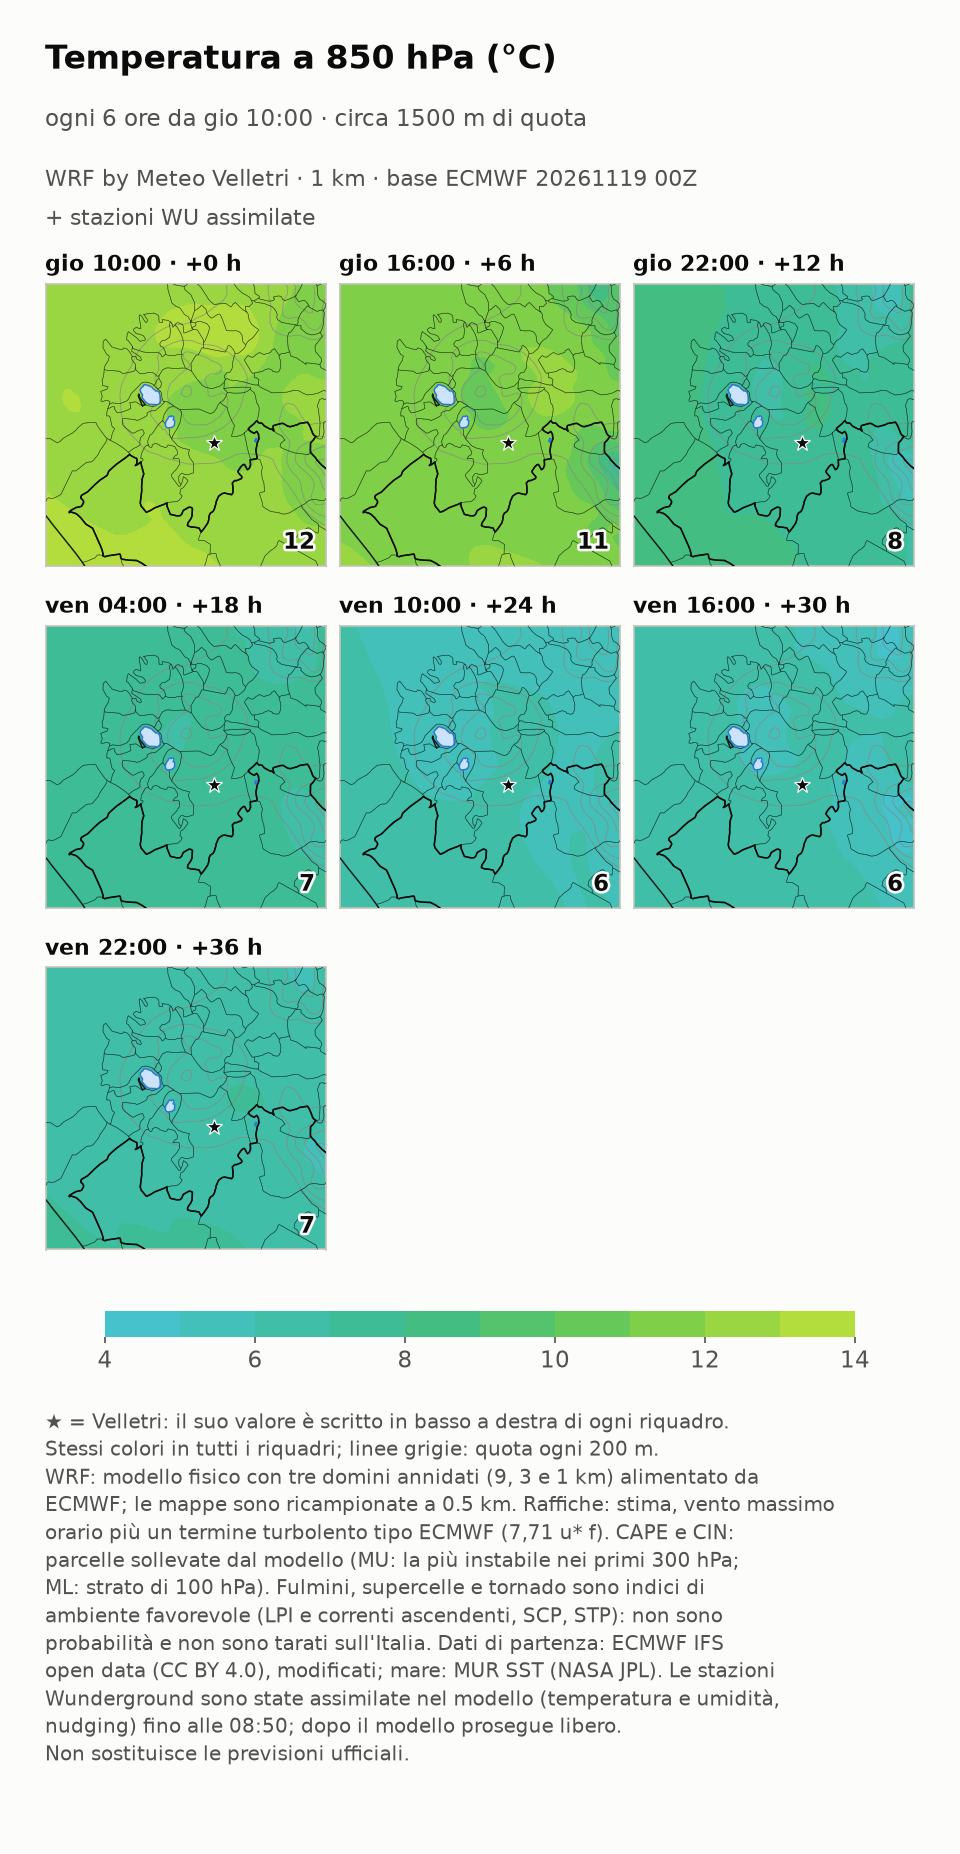 Temperatura a 850 hPa (°C)
ogni 6 ore da gio 10:00 · circa 1500 m di quota
WRF by Meteo Velletri · 1 km · base ECMWF 20261119 00Z
+ stazioni WU assimilate
gio 10:00 · +0 h
gio 16:00 · +6 h
gio 22:00 · +12 h
12
11
8
ven 04:00 · +18 h
ven 10:00 · +24 h
ven 16:00 · +30 h
7
6
6
ven 22:00 · +36 h
7
4 6 8 10 12 14
★ = Velletri: il suo valore è scritto in basso a destra di ogni riquadro.
Stessi colori in tutti i riquadri; linee grigie: quota ogni 200 m.
WRF: modello fisico con tre domini annidati (9, 3 e 1 km) alimentato da
ECMWF; le mappe sono ricampionate a 0.5 km. Raffiche: stima, vento massimo
orario più un termine turbolento tipo ECMWF (7,71 u* f). CAPE e CIN:
parcelle sollevate dal modello (MU: la più instabile nei primi 300 hPa;
ML: strato di 100 hPa). Fulmini, supercelle e tornado sono indici di
ambiente favorevole (LPI e correnti ascendenti, SCP, STP): non sono
probabilità e non sono tarati sull'Italia. Dati di partenza: ECMWF IFS
open data (CC BY 4.0), modificati; mare: MUR SST (NASA JPL). Le stazioni
Wunderground sono state assimilate nel modello (temperatura e umidità,
nudging) fino alle 08:50; dopo il modello prosegue libero.
Non sostituisce le previsioni ufficiali.